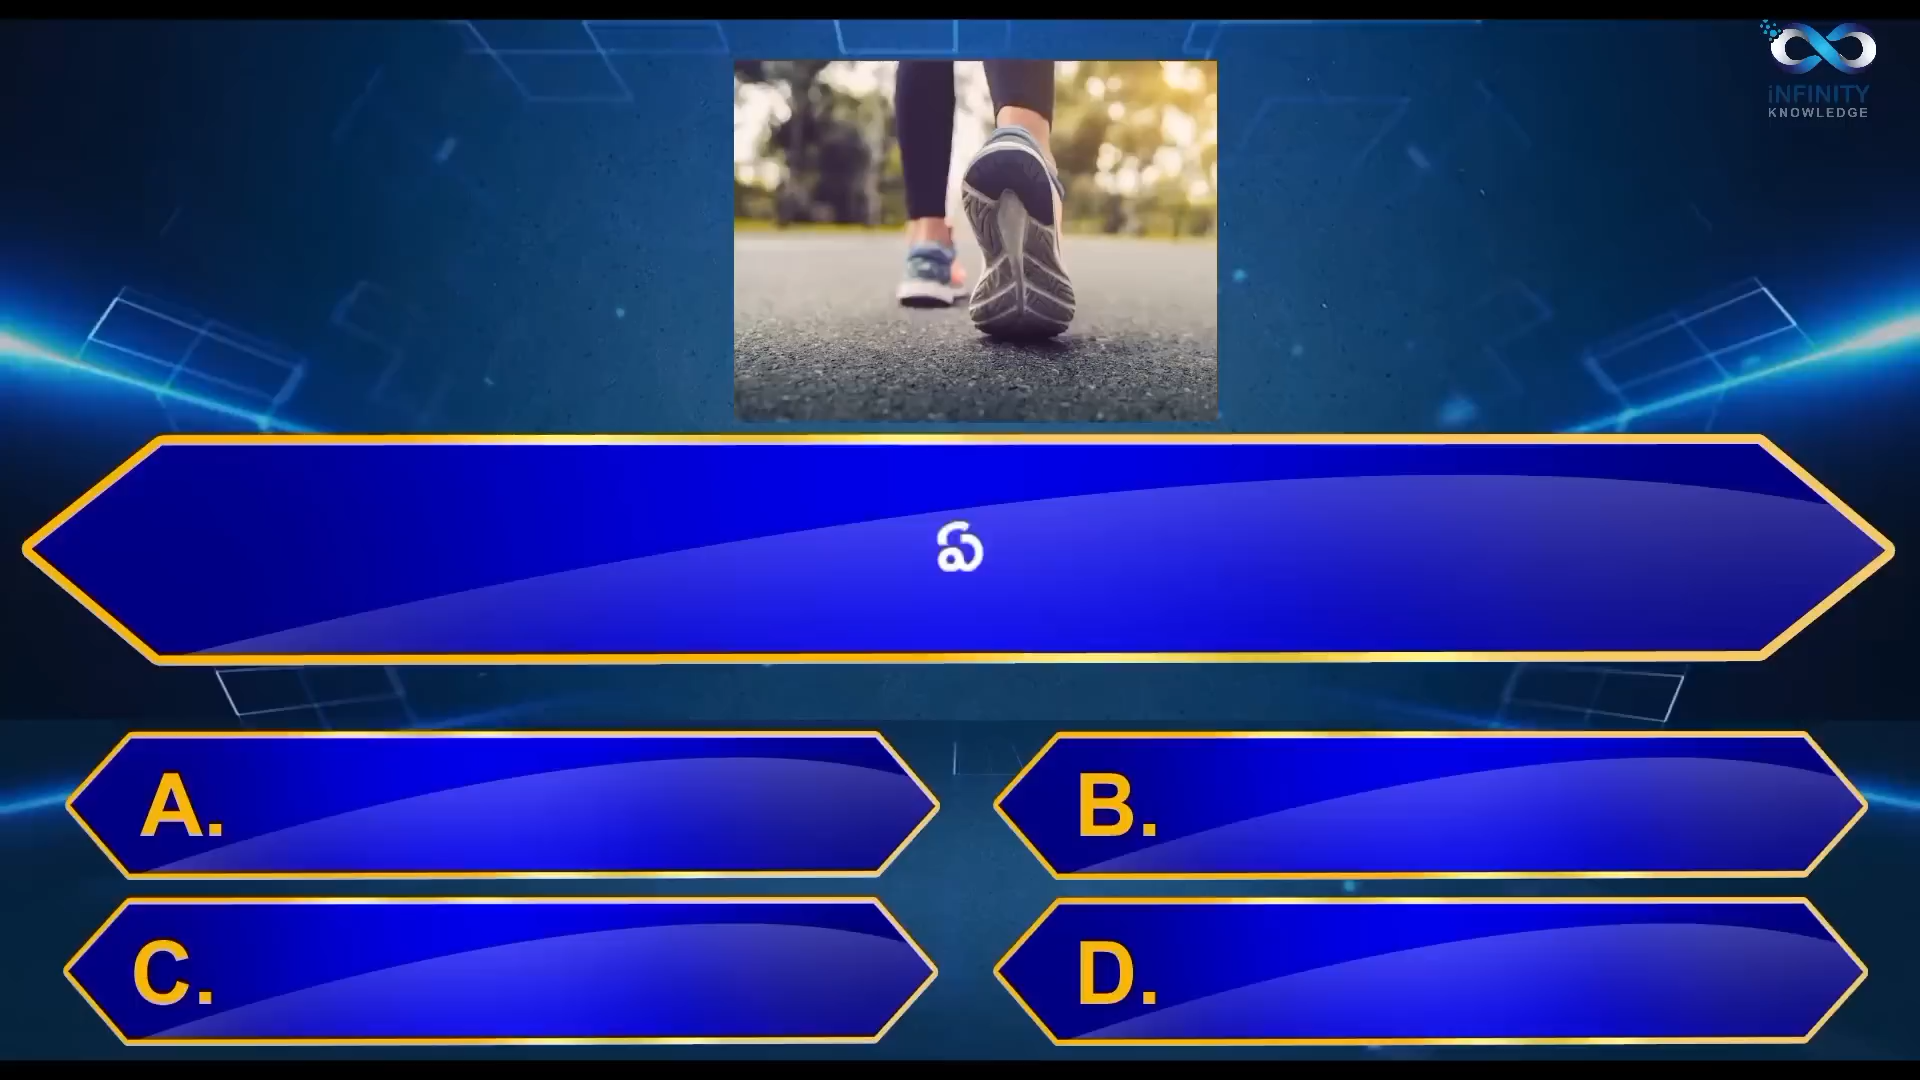 iNFINITY
KNOWLEDGE
ఏ
A.
B.
C.
D.